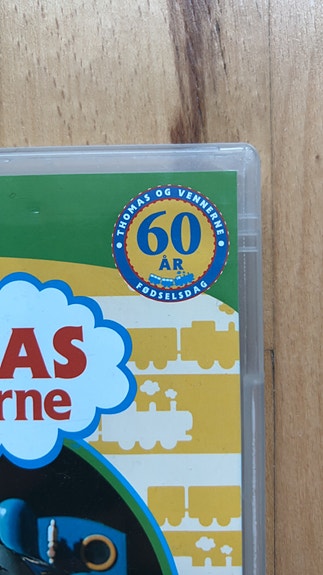 THOMAS OG VENNERNE
60
ÅR
FØDSELSDAG
AS
rne